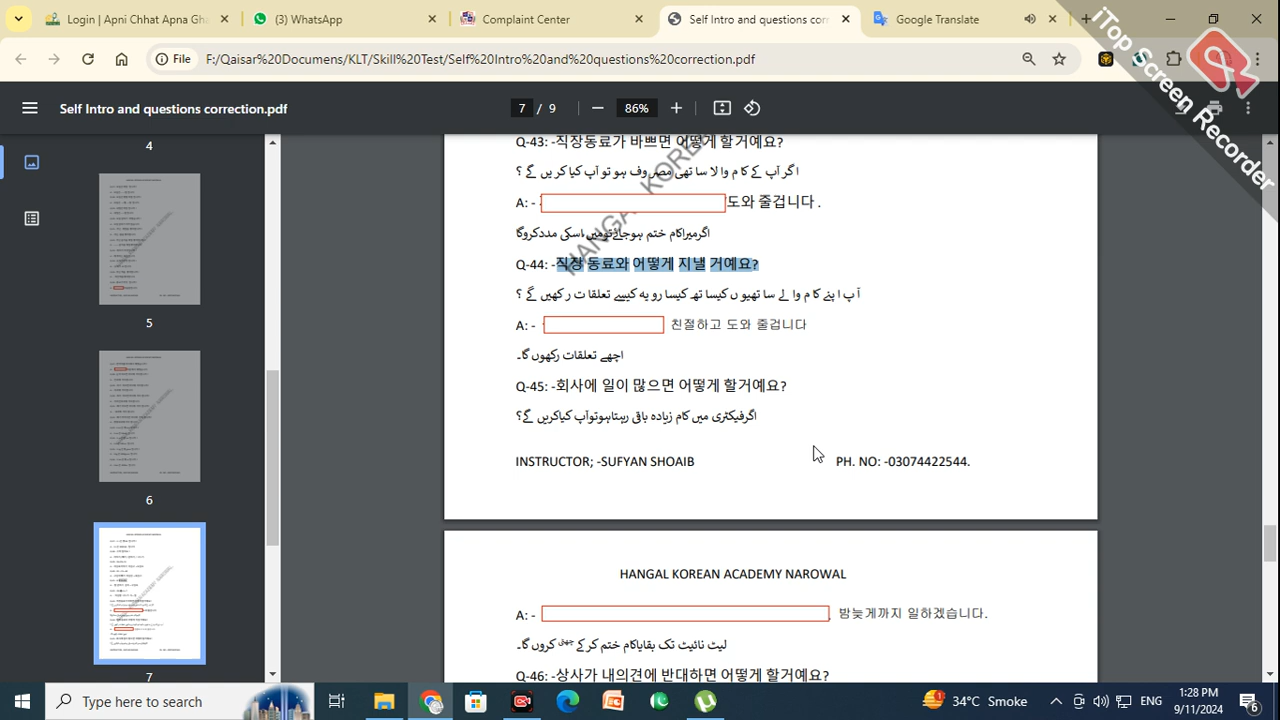 Login | Apni Chhat Apna Gha
(3) WhatsApp
Complaint Center
Self Intro and questions corr
Google Translate
File
F:/Qaisar%20Documens/KLT/Skill%20Test/Self%20Intro%20and%20questions%20correction.pdf
iTop Screen Recorder
Self Intro and questions correction.pdf
7 / 9
86%
4
5
6
7
Q-43: -직장동료가 바쁘면 어떻게 할거예요?
اگر آپ کے کام والا ساتھی مصروف ہو تو آپ کیا کریں گے ؟
A: - 도와 줄겁니다 .
اگرمیراکام ختم ہوجائےتومیں اسکی مددکروگا
Q-44: 동료와 어떻게 지낼 거예요?
آپ اپنے کام والے ساتھیوں کیساتھ کیسا رویہ کیسے تعلقات رکھیں گے ؟
A: - 친절하고 도와 줄겁니다
اچھے تعلقات رکھوں گا۔
Q-45: -회사에 일이 많으면 어떻게 할거예요?
اگرفیکٹری میں کام زیادہ باقی رہتاہوتوآپ کیاکریں گے؟
INSTRUCTOR; -SUFYAN SHOAIB
PH. NO: -03074422544.
HANGAL KOREAN ACADEMY NAROWAL
A: - 밤늦게까지 일하겠습니다.
لیٹ نائیٹ تک بقایاکام ختم کر کے کروں گا۔
Q-46: -상사가 내의견에 반대하면 어떻게 할거예요?
Type here to search
34°C Smoke
ENG
1:28 PM
9/11/2024
6